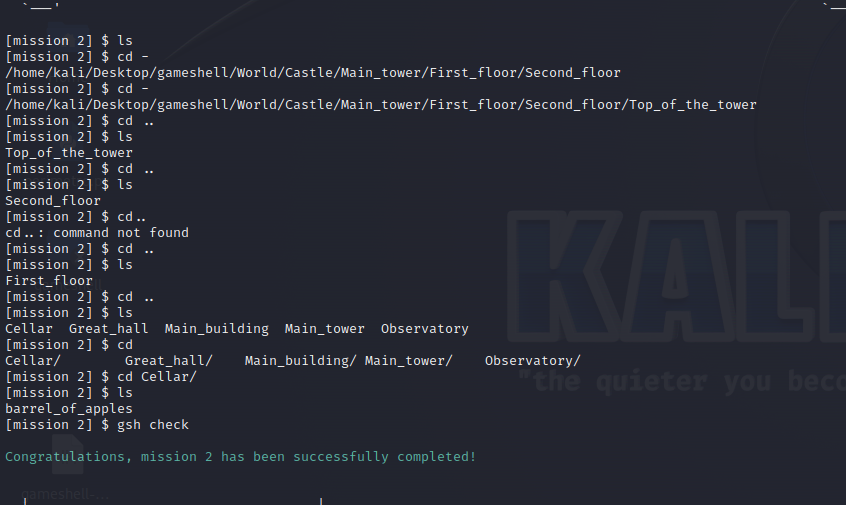 [mission 2] $ ls
[mission 2] $ cd -
/home/kali/Desktop/gameshell/World/Castle/Main_tower/First_floor/Second_floor
[mission 2] $ cd -
/home/kali/Desktop/gameshell/World/Castle/Main_tower/First_floor/Second_floor/Top_of_the_tower
[mission 2] $ cd ..
[mission 2] $ ls
Top_of_the_tower
[mission 2] $ cd ..
[mission 2] $ ls
Second_floor
[mission 2] $ cd..
cd..: command not found
[mission 2] $ cd ..
[mission 2] $ ls
First_floor
[mission 2] $ cd ..
[mission 2] $ ls
Cellar  Great_hall  Main_building  Main_tower  Observatory
[mission 2] $ cd
Cellar/        Great_hall/    Main_building/ Main_tower/    Observatory/
[mission 2] $ cd Cellar/
[mission 2] $ ls
barrel_of_apples
[mission 2] $ gsh check
Congratulations, mission 2 has been successfully completed!
KALI
"the quieter you beco
gameshell-...